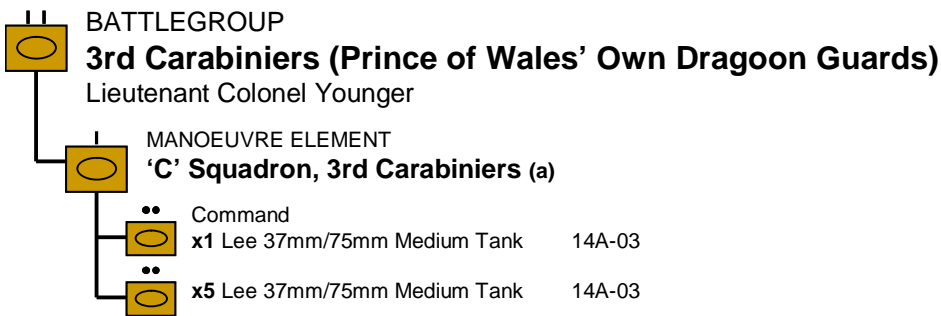 BATTLEGROUP
3rd Carabiniers (Prince of Wales’ Own Dragoon Guards)
Lieutenant Colonel Younger
MANOEUVRE ELEMENT
‘C’ Squadron, 3rd Carabiniers (a)
Command
x1 Lee 37mm/75mm Medium Tank 14A-03
x5 Lee 37mm/75mm Medium Tank 14A-03